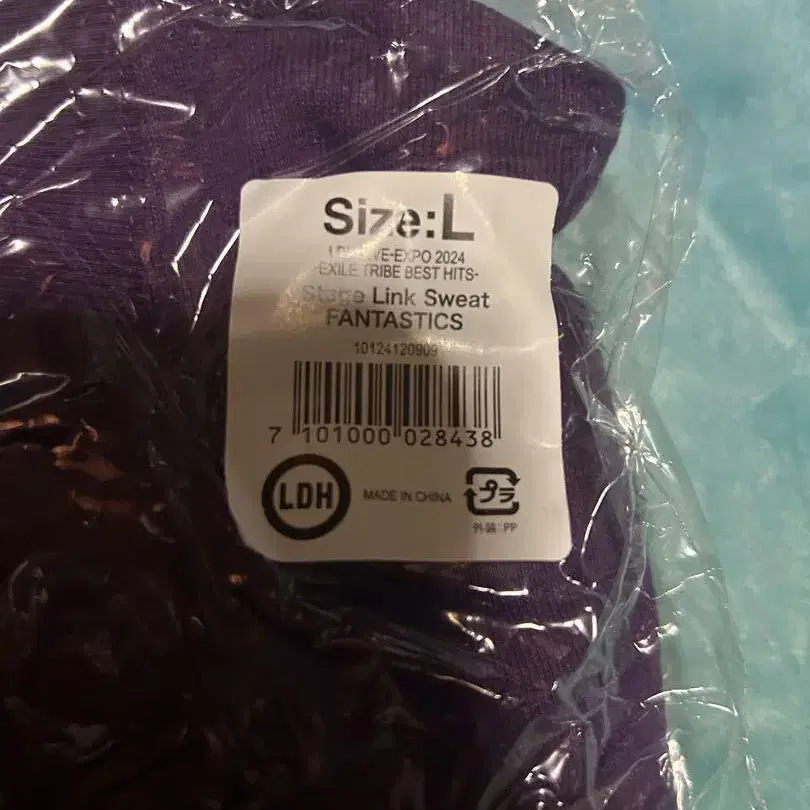 Size:L
LDH LIVE-EXPO 2024
-EXILE TRIBE BEST HITS-
Stage Link Sweat
FANTASTICS
10124120909
7 101000 028438
LDH
MADE IN CHINA
プラ
外装:PP